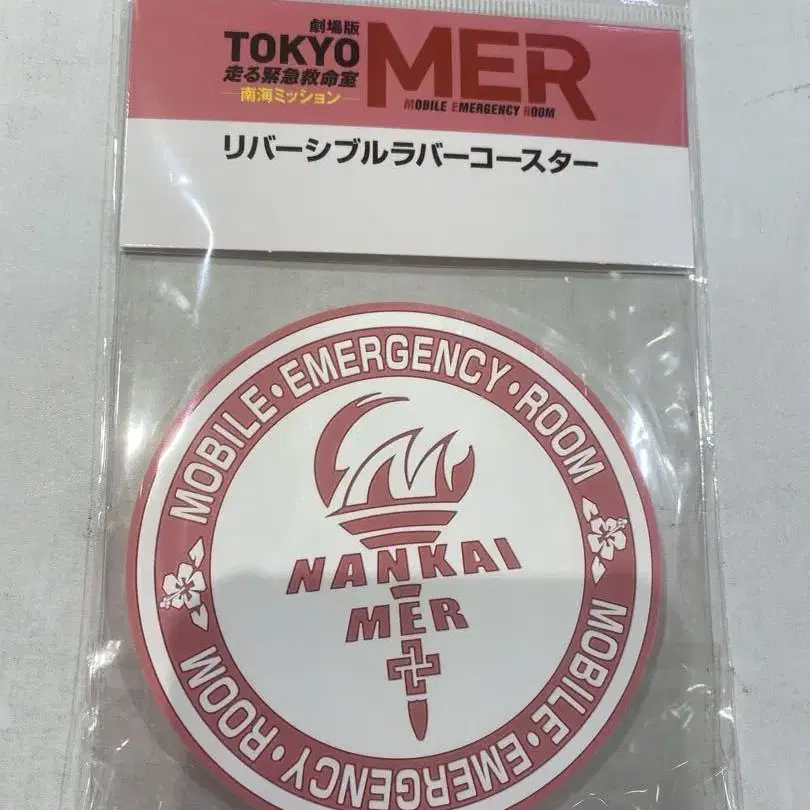 劇場版
TOKYO MER
走る緊急救命室
南海ミッション
MOBILE EMERGENCY ROOM
リバーシブルラバーコースター
MOBILE・EMERGENCY・ROOM
NANKAI
MER
MOBILE・EMERGENCY・ROOM